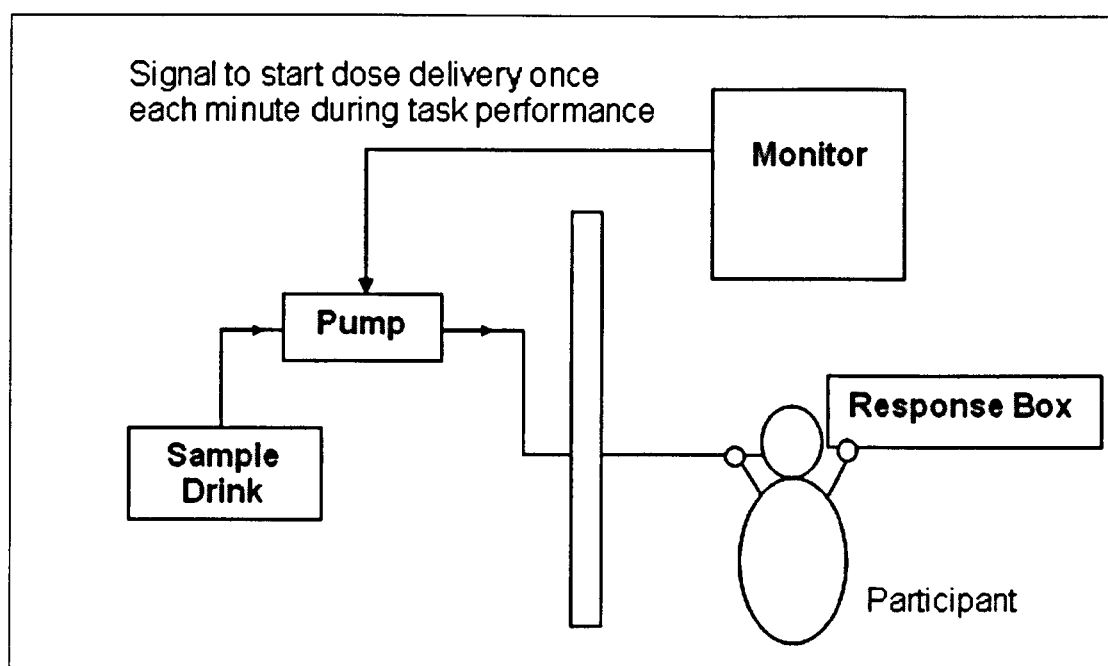 Signal to start dose delivery once
each minute during task performance
Monitor
Pump
Response Box
Sample
Drink
Participant